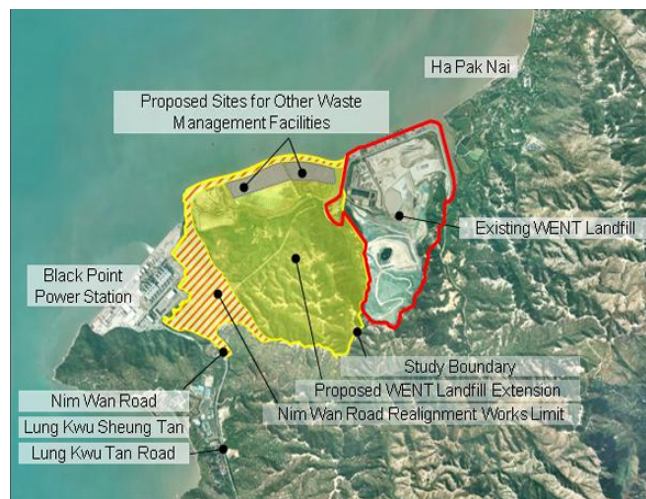 Ha Pak Nai
Proposed Sites for Other Waste
Management Facilities
Existing WENT Landfill
Black Point
Power Station
Study Boundary
Proposed WENT Landfill Extension
Nim Wan Road
Nim Wan Road Realignment Works Limit
Lung Kwu Sheung Tan
Lung Kwu Tan Road